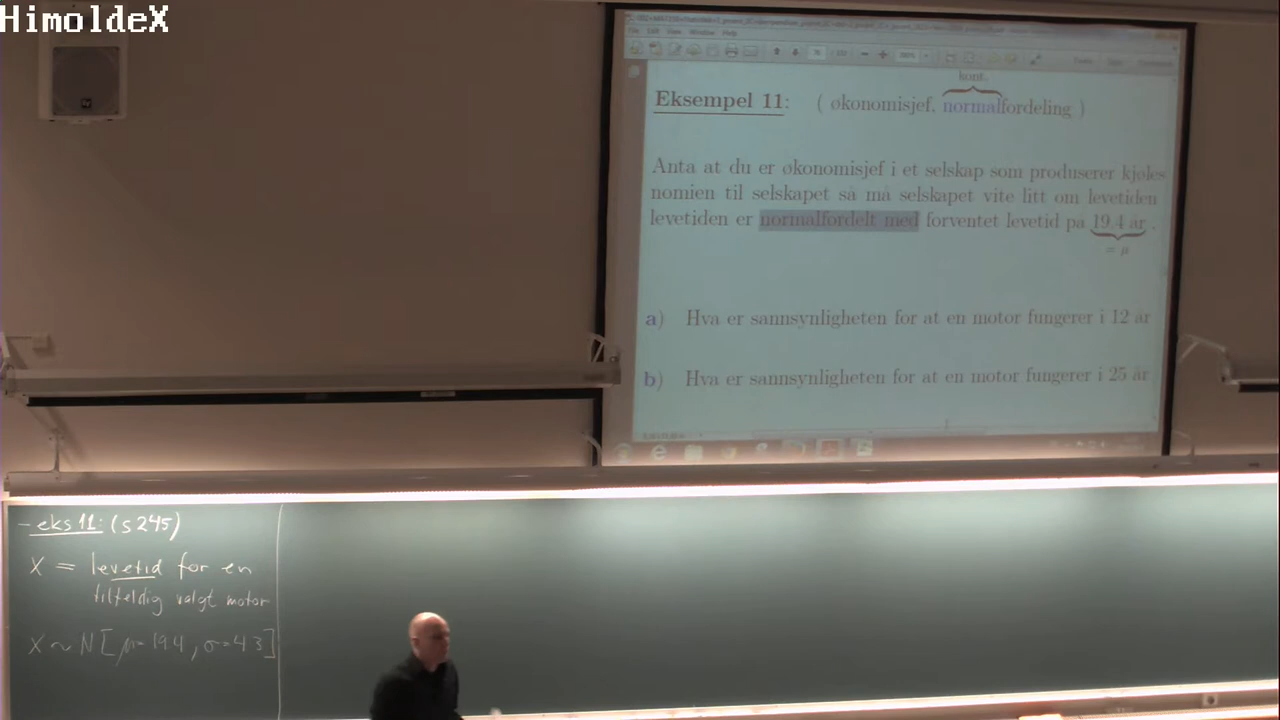 HimoldeX
kont.
Eksempel 11: ( økonomisjef, normalfordeling )
Anta at du er økonomisjef i et selskap som produserer kjøles
nomien til selskapet så må selskapet vite litt om levetiden
levetiden er normalfordelt med forventet levetid på 19.4 år .
= μ
a) Hva er sannsynligheten for at en motor fungerer i 12 år
b) Hva er sannsynligheten for at en motor fungerer i 25 år
- eks 11: (s 245)
X = levetid for en
tilfeldig valgt motor
X ~ N[μ=19.4, σ=4.3]